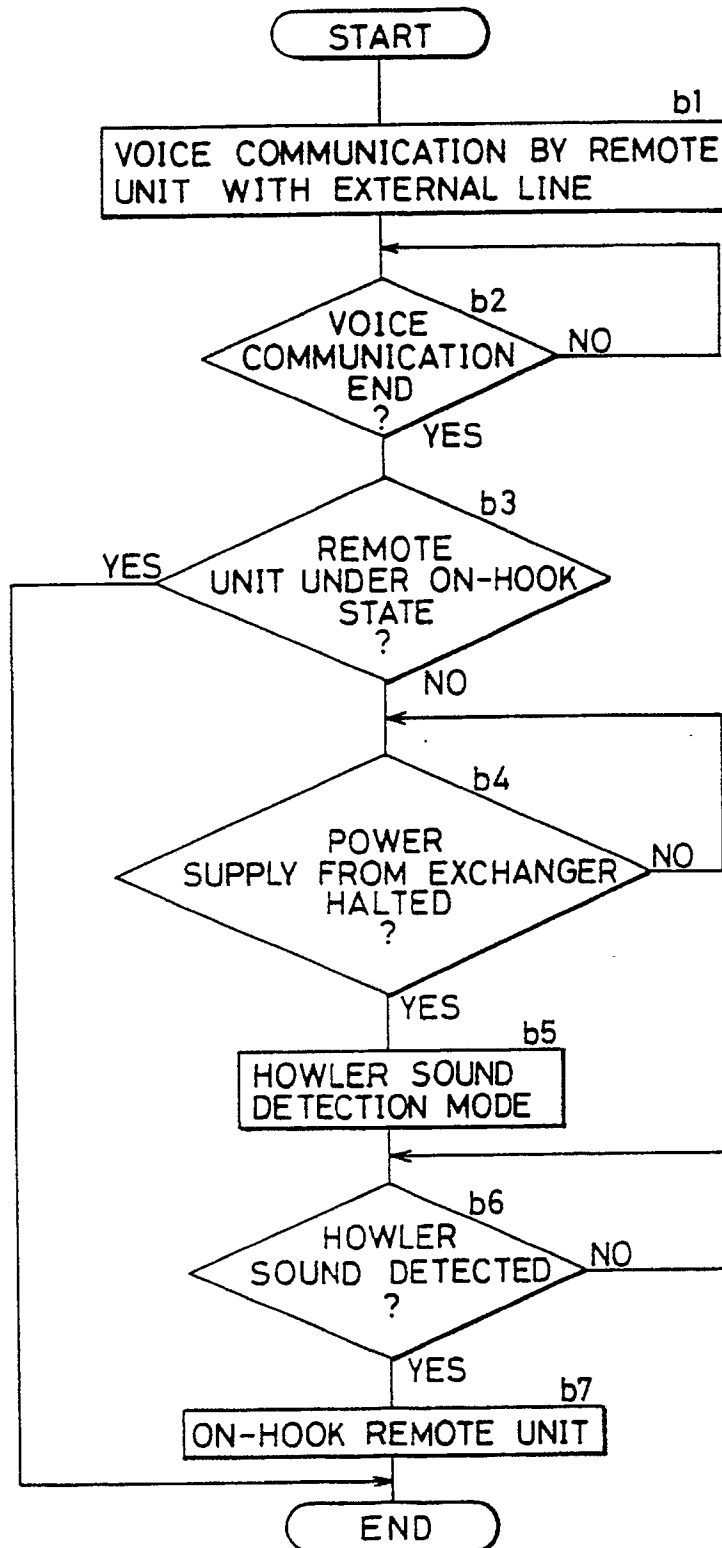 START
b1
VOICE COMMUNICATION BY REMOTE
UNIT WITH EXTERNAL LINE
b2
VOICE
COMMUNICATION
END
?
NO
YES
b3
YES
REMOTE
UNIT UNDER ON-HOOK
STATE
?
NO
b4
POWER
SUPPLY FROM EXCHANGER
HALTED
?
NO
YES
b5
HOWLER SOUND
DETECTION MODE
b6
HOWLER
SOUND DETECTED
?
NO
YES
b7
ON-HOOK REMOTE UNIT
END